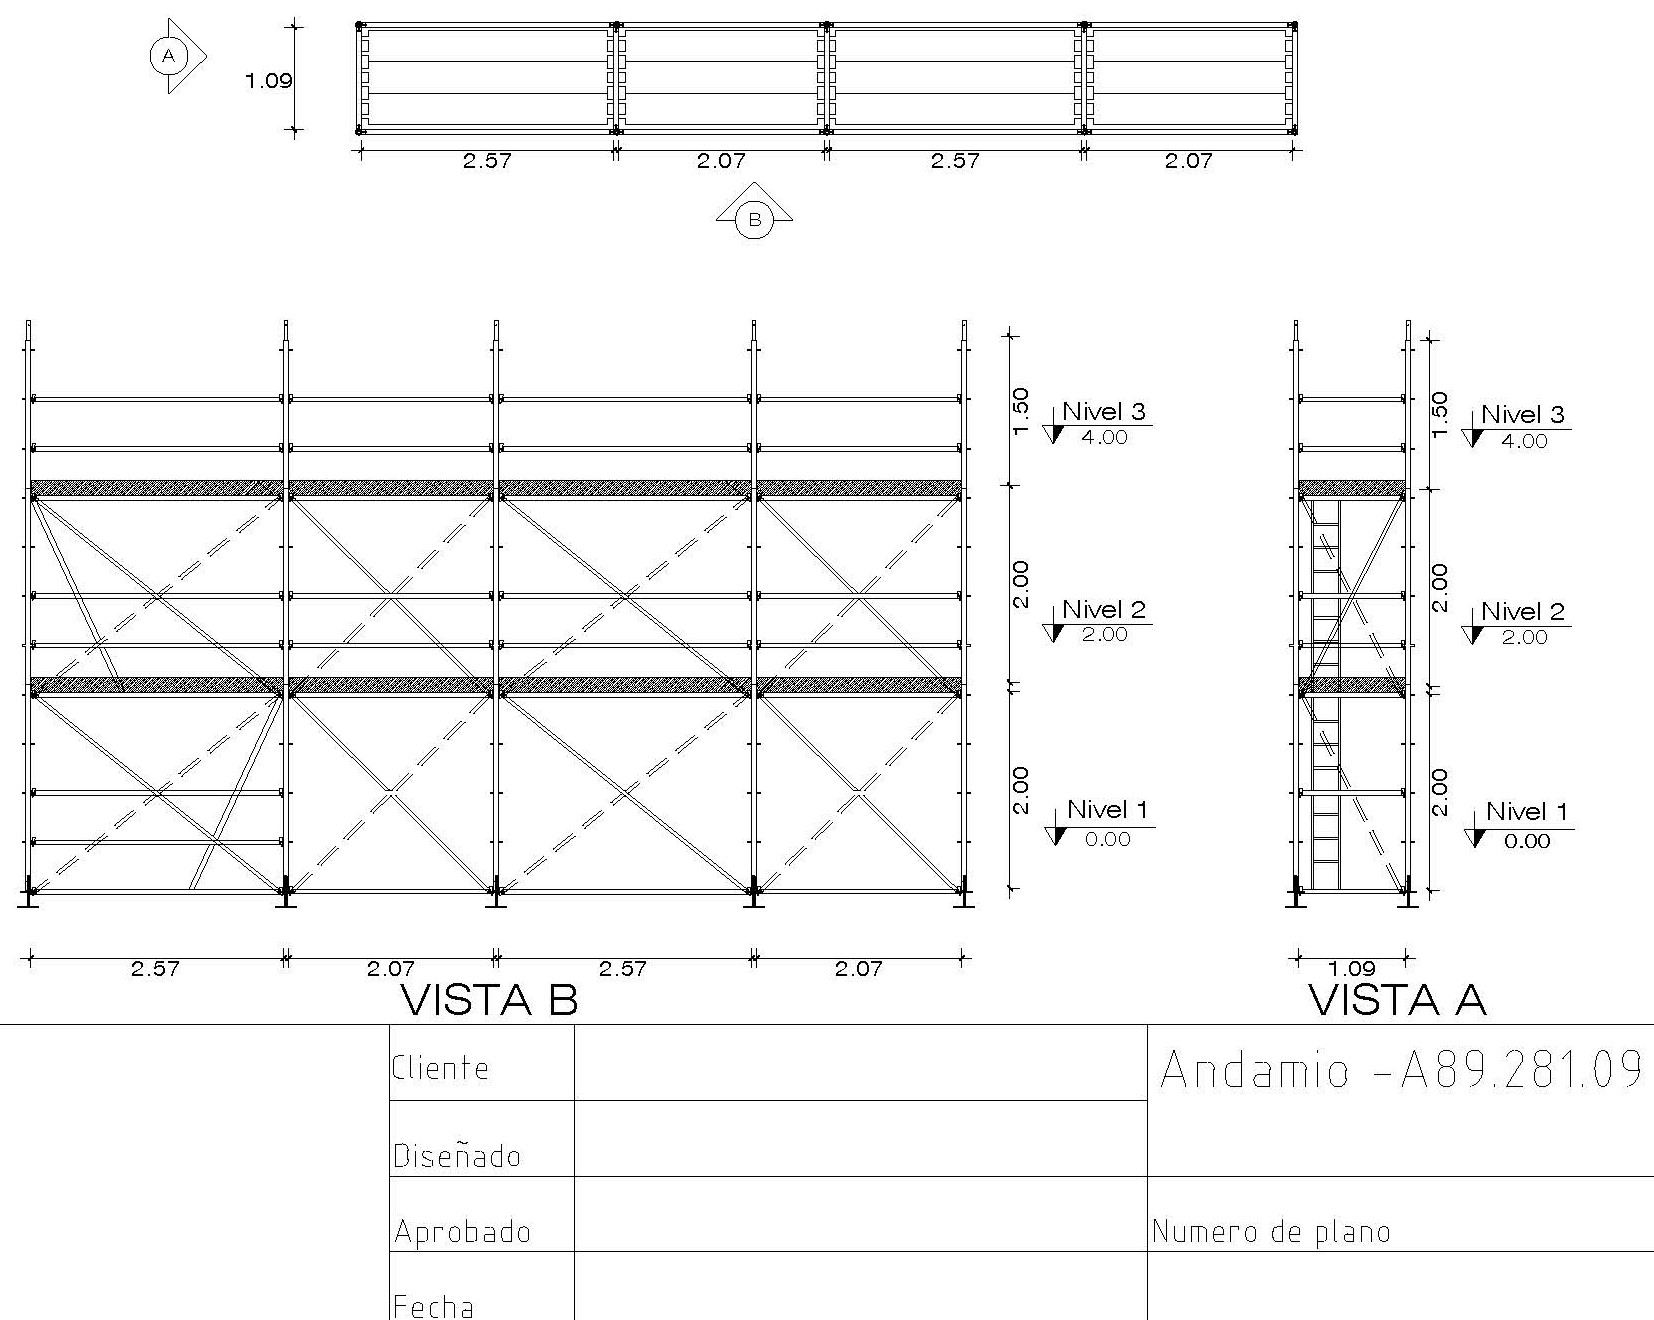 A
1.09
2.57 2.07 2.57 2.07
B
1.50
Nivel 3
4.00
2.00
Nivel 2
2.00
2.00
Nivel 1
0.00
2.57 2.07 2.57 2.07
VISTA B
1.50
Nivel 3
4.00
2.00
Nivel 2
2.00
2.00
Nivel 1
0.00
1.09
VISTA A
Cliente
Andamio -A89.281.09
Diseñado
Aprobado
Numero de plano
Fecha